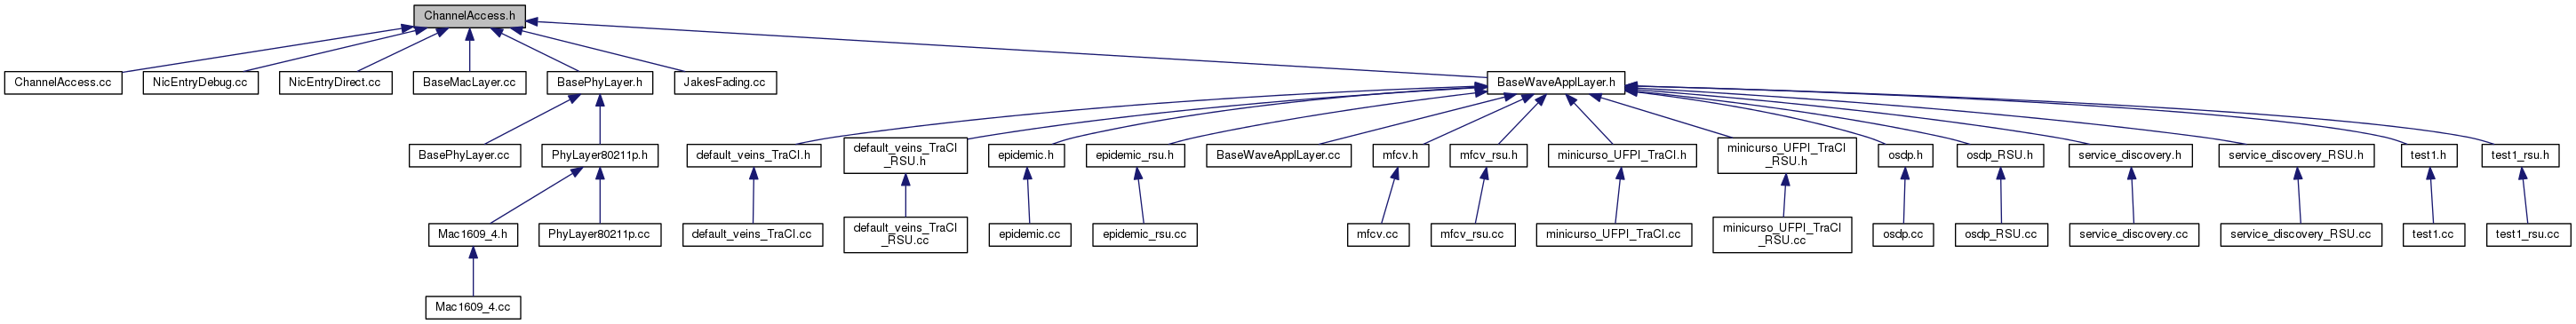 ChannelAccess.h
ChannelAccess.cc
NicEntryDebug.cc
NicEntryDirect.cc
BaseMacLayer.cc
BasePhyLayer.h
JakesFading.cc
BaseWaveApplLayer.h
BasePhyLayer.cc
PhyLayer80211p.h
default_veins_TraCI.h
default_veins_TraCI
_RSU.h
epidemic.h
epidemic_rsu.h
BaseWaveApplLayer.cc
mfcv.h
mfcv_rsu.h
minicurso_UFPI_TraCI.h
minicurso_UFPI_TraCI
_RSU.h
osdp.h
osdp_RSU.h
service_discovery.h
service_discovery_RSU.h
test1.h
test1_rsu.h
Mac1609_4.h
PhyLayer80211p.cc
default_veins_TraCI.cc
default_veins_TraCI
_RSU.cc
epidemic.cc
epidemic_rsu.cc
mfcv.cc
mfcv_rsu.cc
minicurso_UFPI_TraCI.cc
minicurso_UFPI_TraCI
_RSU.cc
osdp.cc
osdp_RSU.cc
service_discovery.cc
service_discovery_RSU.cc
test1.cc
test1_rsu.cc
Mac1609_4.cc